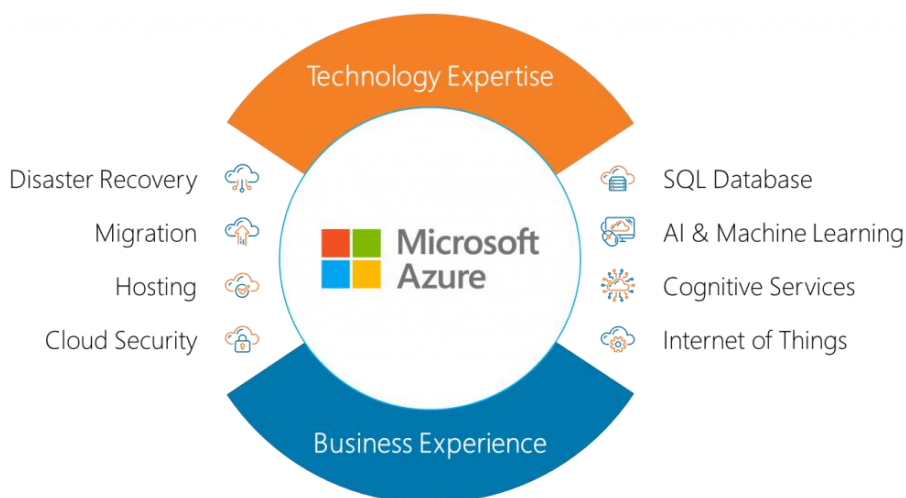 Technology Expertise
Disaster Recovery
Migration
Hosting
Cloud Security
Microsoft
Azure
SQL Database
AI & Machine Learning
Cognitive Services
Internet of Things
Business Experience